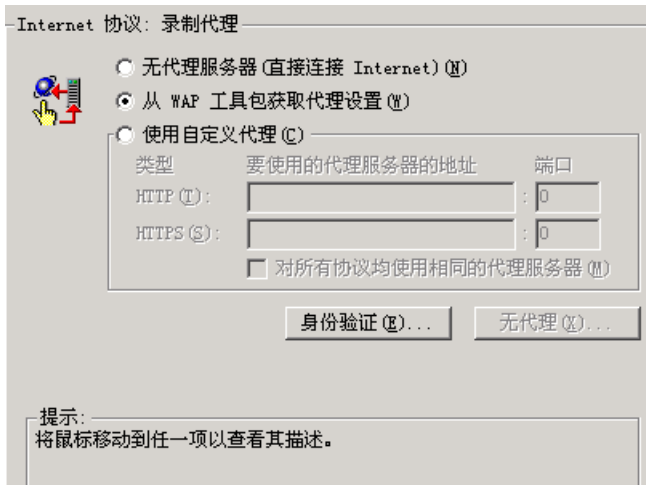 Internet 协议: 录制代理
无代理服务器(直接连接 Internet)(N)
从 WAP 工具包获取代理设置(W)
使用自定义代理(C)
类型 要使用的代理服务器的地址 端口
HTTP(T): : 0
HTTPS(S): : 0
对所有协议均使用相同的代理服务器(M)
身份验证(E)... 无代理(X)...
提示:
将鼠标移动到任一项以查看其描述。